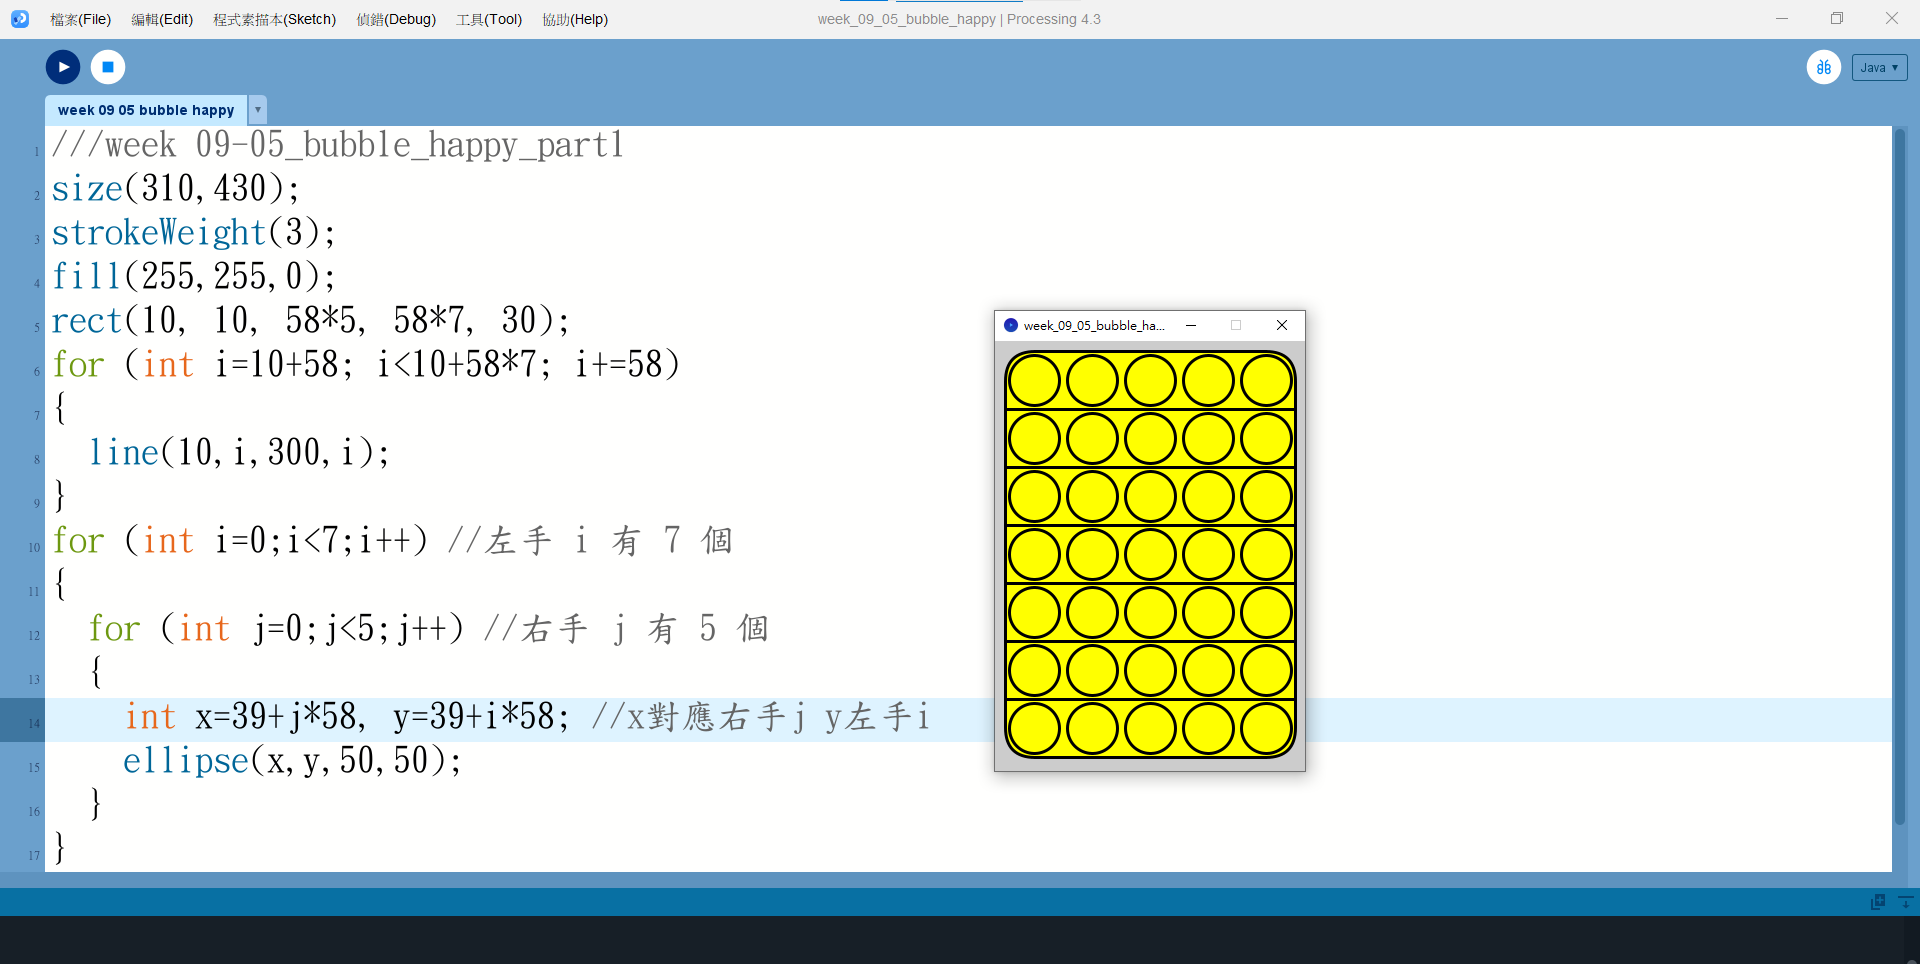 檔案(File) 編輯(Edit) 程式素描本(Sketch) 偵錯(Debug) 工具(Tool) 協助(Help) week_09_05_bubble_happy | Processing 4.3
Java ▼
week 09 05 bubble happy ▼
1 ///week 09-05_bubble_happy_part1
2 size(310,430);
3 strokeWeight(3);
4 fill(255,255,0);
5 rect(10, 10, 58*5, 58*7, 30);
6 for (int i=10+58; i<10+58*7; i+=58)
7 {
8   line(10,i,300,i);
9 }
10 for (int i=0;i<7;i++) //左手 i 有 7 個
11 {
12   for (int j=0;j<5;j++) //右手 j 有 5 個
13   {
14     int x=39+j*58, y=39+i*58; //x對應右手j y左手i
15     ellipse(x,y,50,50);
16   }
17 }
week_09_05_bubble_ha...